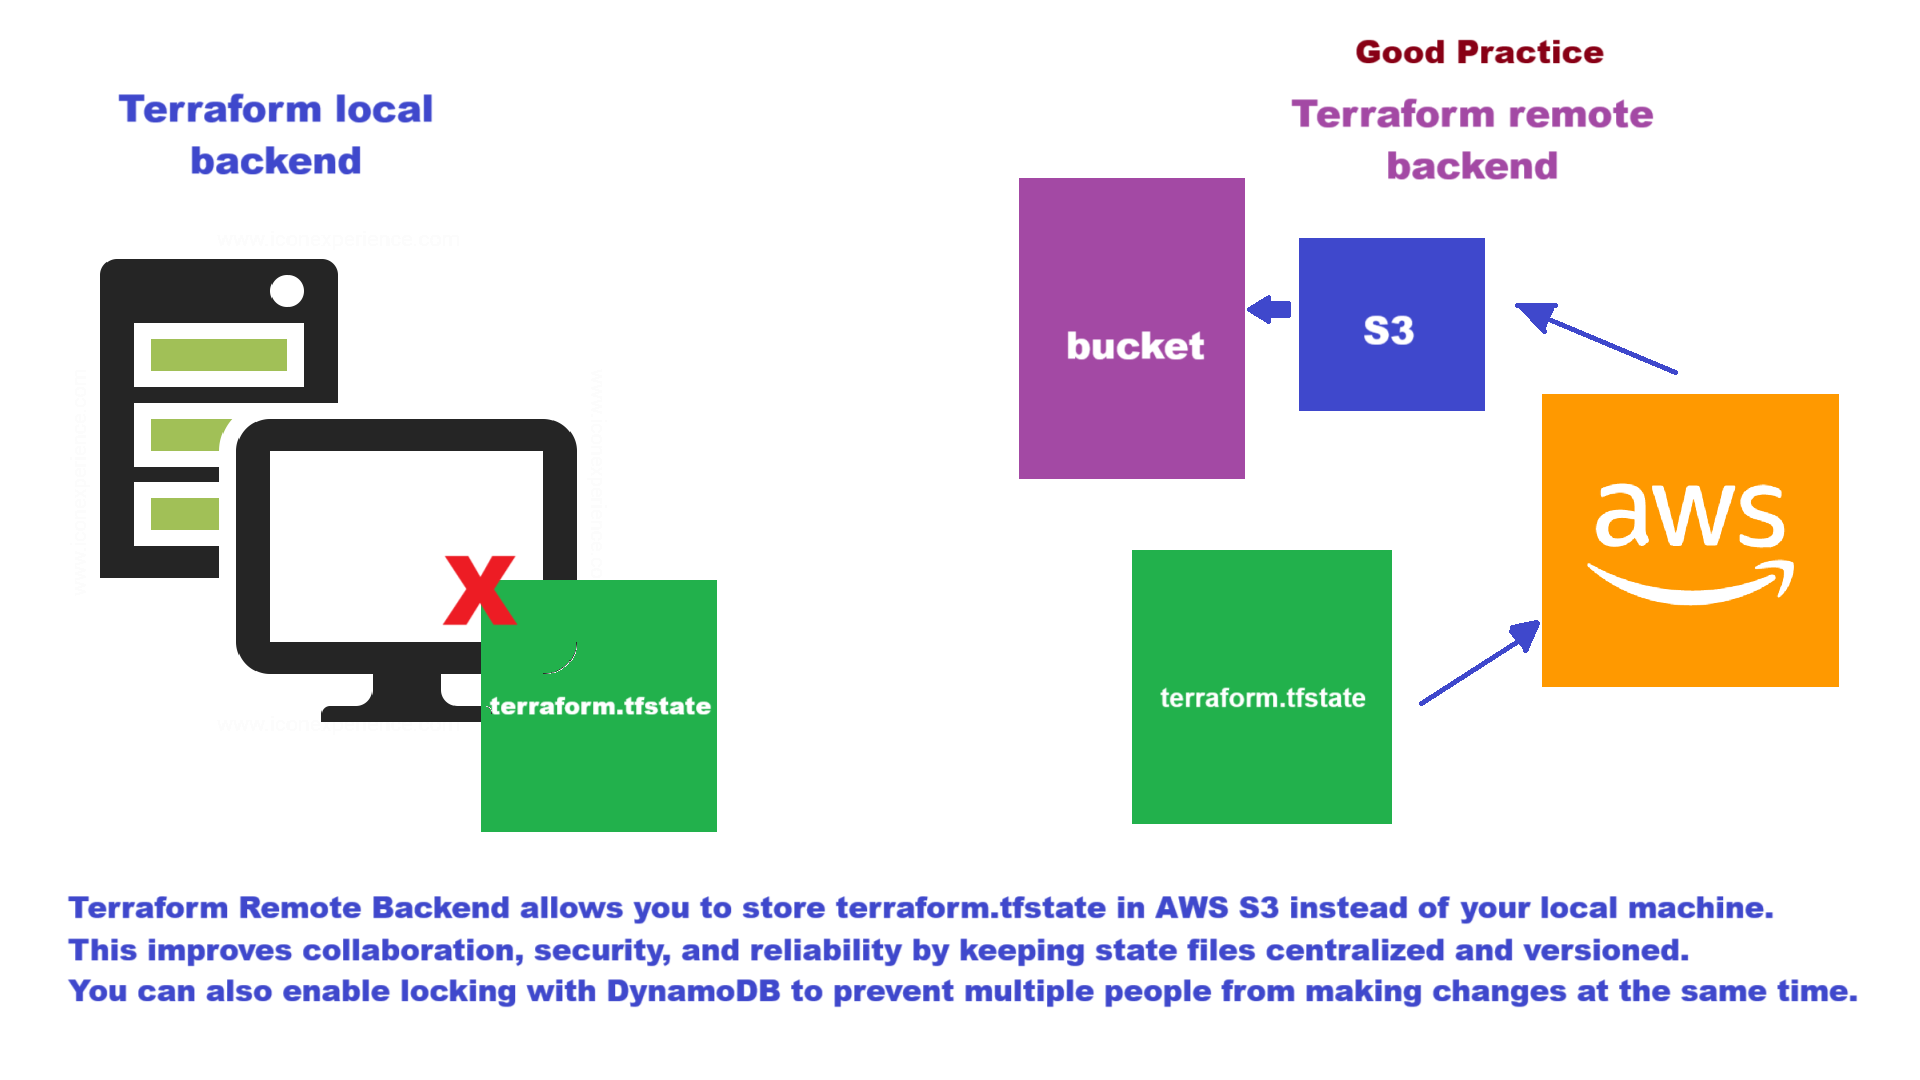 Good Practice
Terraform local
backend
Terraform remote
backend
www.iconexperience.com
bucket
S3
aws
X
terraform.tfstate
terraform.tfstate
Terraform Remote Backend allows you to store terraform.tfstate in AWS S3 instead of your local machine.
This improves collaboration, security, and reliability by keeping state files centralized and versioned.
You can also enable locking with DynamoDB to prevent multiple people from making changes at the same time.